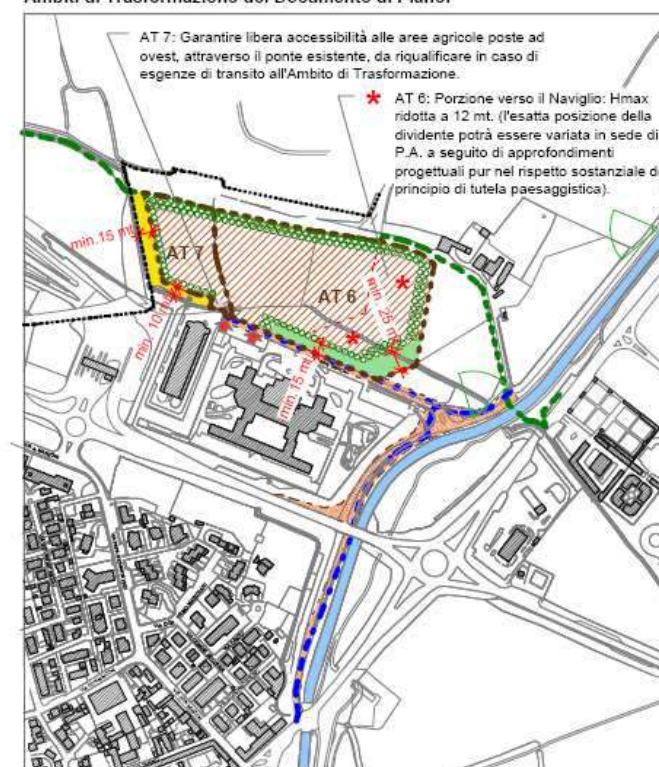 Ambiti di Trasformazione del Documento di Piano.
AT 7: Garantire libera accessibilità alle aree agricole poste ad
ovest, attraverso il ponte esistente, da riqualificare in caso di
esgenze di transito all'Ambito di Trasformazione.
AT 6: Porzione verso il Naviglio: Hmax
ridotta a 12 mt. (l'esatta posizione della
dividente potrà essere variata in sede di
P.A. a seguito di approfondimenti
progettuali pur nel rispetto sostanziale de
principio di tutela paesaggistica).
min.15 mt
AT 7
AT 6
min. 25 mt
min. 10 mt
min.15 mt